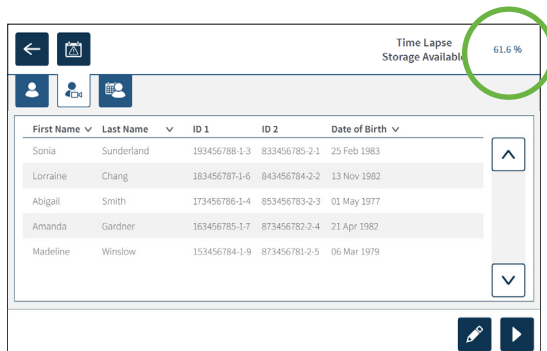 Time Lapse
Storage Available 61.6 %
First Name Last Name ID 1 ID 2 Date of Birth
Sonia Sunderland 193456788-1-3 833456785-2-1 25 Feb 1983
Lorraine Chang 183456787-1-6 843456784-2-2 13 Nov 1982
Abigail Smith 173456786-1-4 853456783-2-3 01 May 1977
Amanda Gardner 163456785-1-7 873456782-2-4 21 Apr 1982
Madeline Winslow 153456784-1-9 873456781-2-5 06 Mar 1979